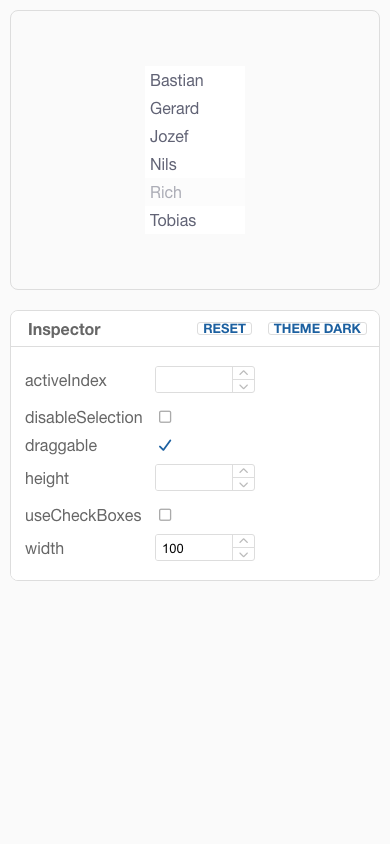 Bastian
Gerard
Jozef
Nils
Rich
Tobias
Inspector RESET THEME DARK
activeIndex
disableSelection
draggable
height
useCheckBoxes
width 100